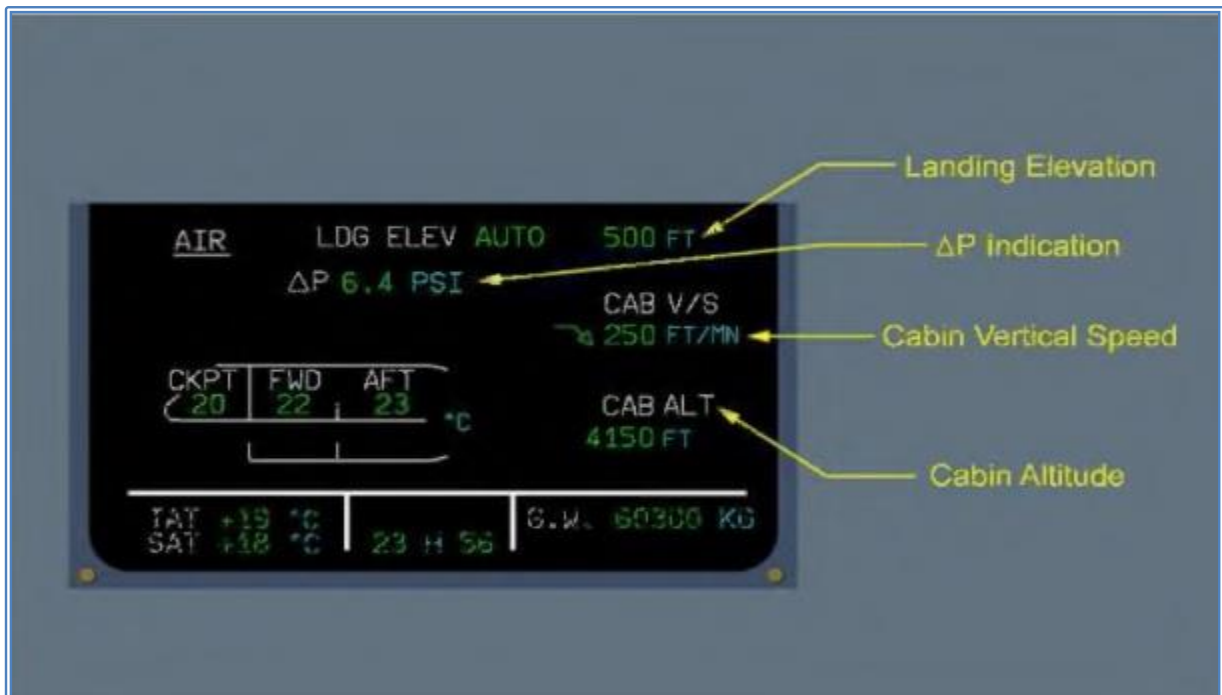 Landing Elevation
AIR LDG ELEV AUTO 500 FT
ΔP Indication
ΔP 6.4 PSI
CAB V/S
250 FT/MN
Cabin Vertical Speed
CKPT FWD AFT
20 22 23 °C
CAB ALT
4150 FT
Cabin Altitude
TAT +19 °C
G.W. 60300 KG
SAT +18 °C
23 H 56